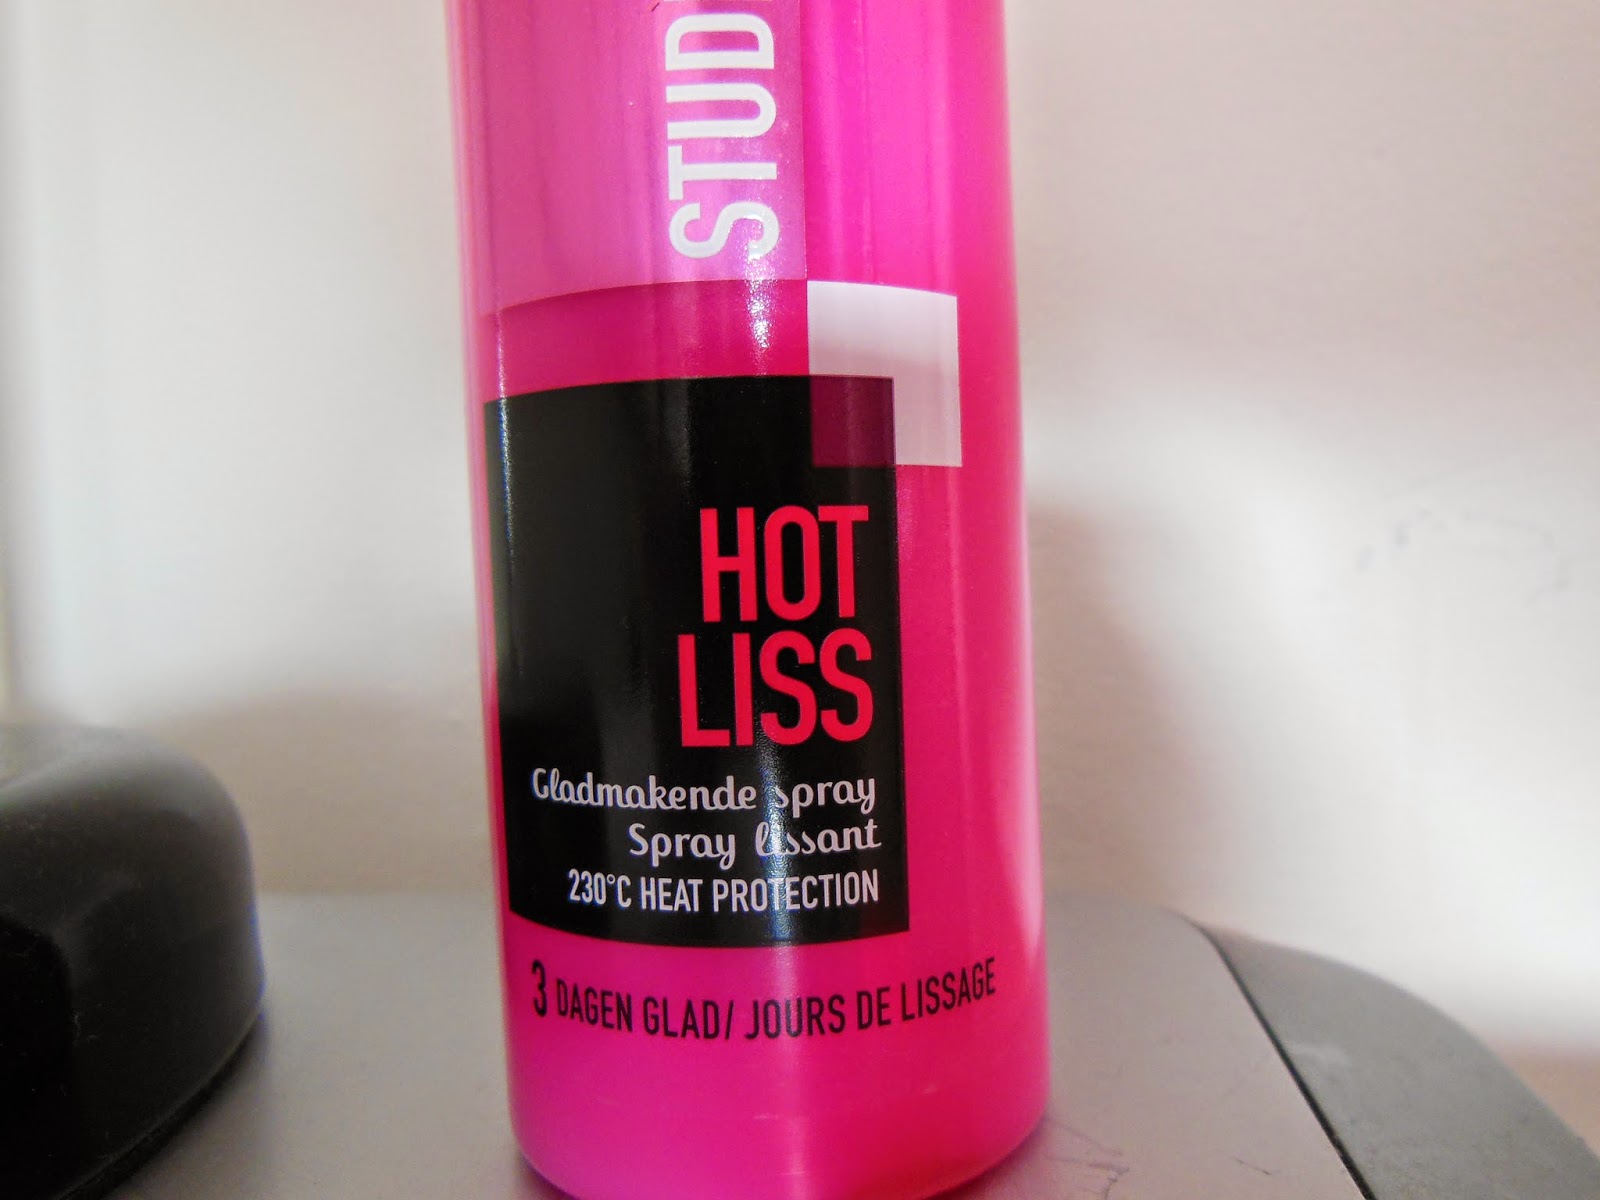 STUD
HOT
LISS
Gladmakende spray
Spray lissant
230°C HEAT PROTECTION
3 DAGEN GLAD/ JOURS DE LISSAGE